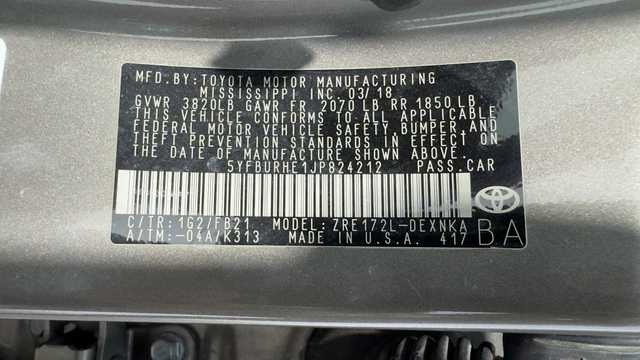 MFD.BY:TOYOTA MOTOR MANUFACTURING
MISSISSIPPI INC. 03/18
GVWR 3820LB GAWR FR 2070 LB RR 1850 LB
THIS VEHICLE CONFORMS TO ALL APPLICABLE
FEDERAL MOTOR VEHICLE SAFETY, BUMPER, AND
THEFT PREVENTION STANDARDS IN EFFECT ON
THE DATE OF MANUFACTURE SHOWN ABOVE.
5YFBURHE1JP824212 PASS.CAR
C/TR:1G2/FB21 MODEL:ZRE172L-DEXNKA
A/TM:-04A/K313 MADE IN U.S.A. 417 BA